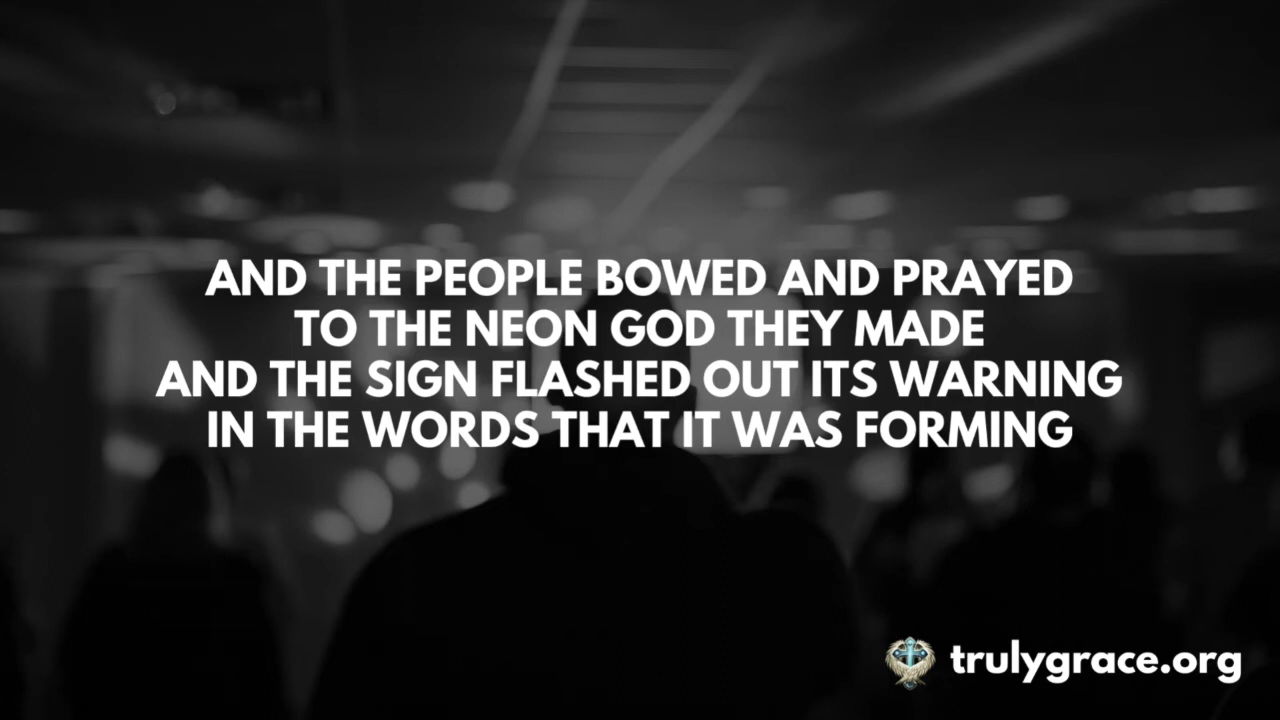 AND THE PEOPLE BOWED AND PRAYED
TO THE NEON GOD THEY MADE
AND THE SIGN FLASHED OUT ITS WARNING
IN THE WORDS THAT IT WAS FORMING
trulygrace.org